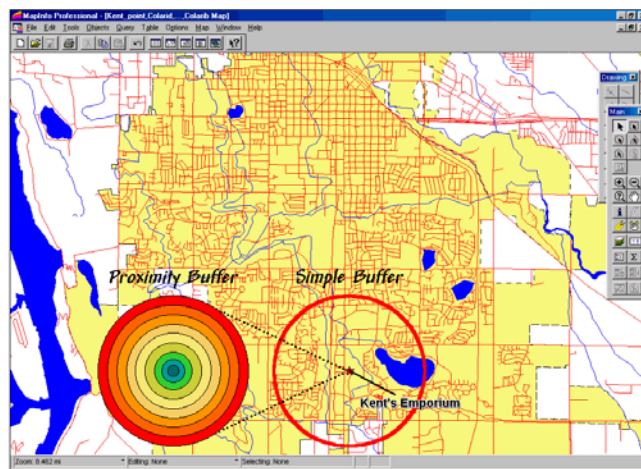 MapInfo Professional - [Kent_point,Colarid,...,Colarib Map]
File Edit Tools Objects Query Table Options Map Window Help
Drawing
Main
Proximity Buffer
Simple Buffer
Kent's Emporium
Zoom: 8.482 mi
Editing: None
Selecting: None